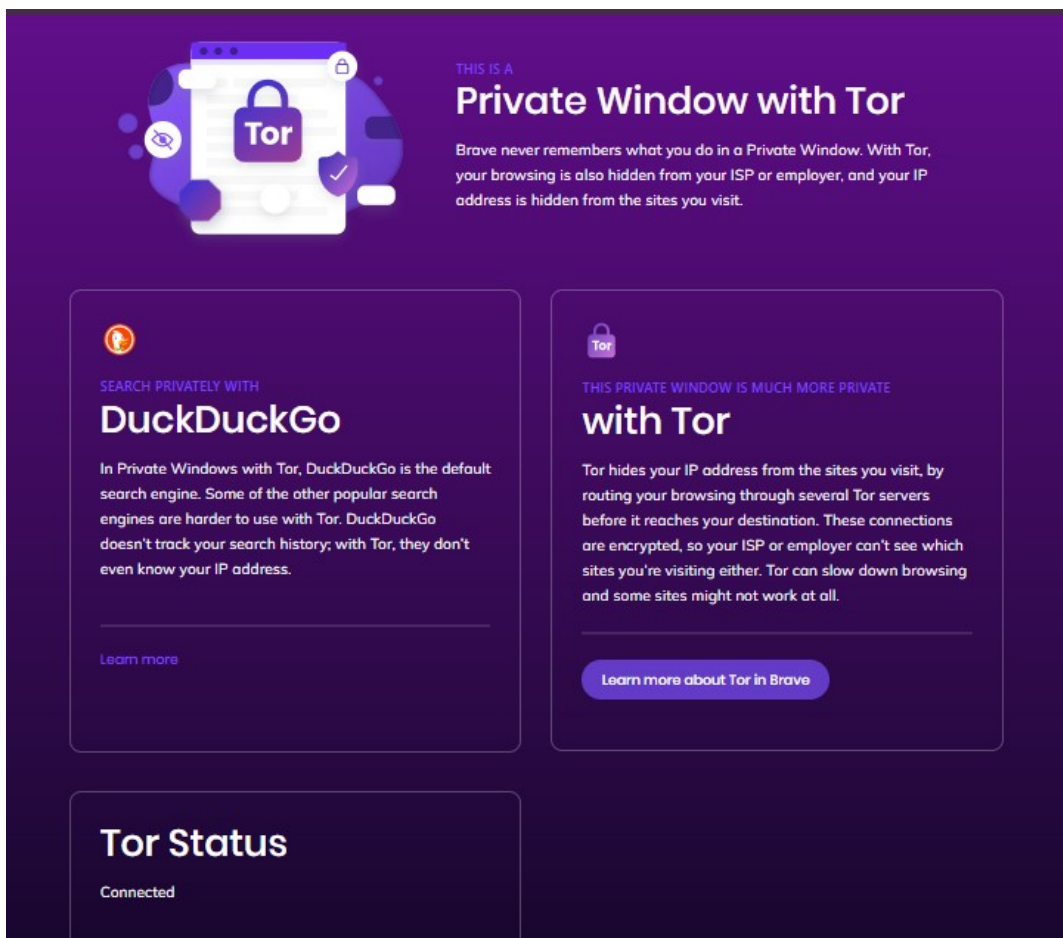 Tor
THIS IS A
Private Window with Tor
Brave never remembers what you do in a Private Window. With Tor,
your browsing is also hidden from your ISP or employer, and your IP
address is hidden from the sites you visit.
SEARCH PRIVATELY WITH
DuckDuckGo
In Private Windows with Tor, DuckDuckGo is the default
search engine. Some of the other popular search
engines are harder to use with Tor. DuckDuckGo
doesn't track your search history; with Tor, they don't
even know your IP address.
Learn more
Tor
THIS PRIVATE WINDOW IS MUCH MORE PRIVATE
with Tor
Tor hides your IP address from the sites you visit, by
routing your browsing through several Tor servers
before it reaches your destination. These connections
are encrypted, so your ISP or employer can't see which
sites you're visiting either. Tor can slow down browsing
and some sites might not work at all.
Learn more about Tor in Brave
Tor Status
Connected